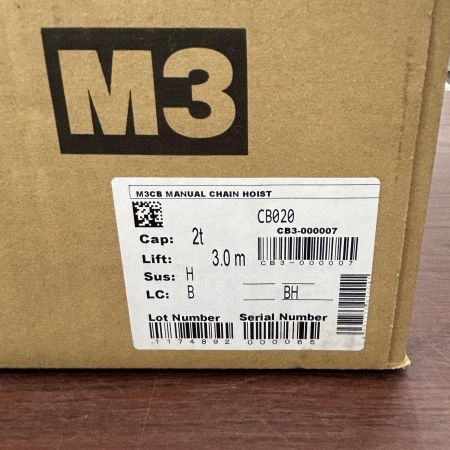 M3
M3CB MANUAL CHAIN HOIST
CB020
CB3-000007
Cap: 2t
CB3-000007
Lift: 3.0 m
Sus: H
LC: B BH
Lot Number Serial Number
1174892 000065